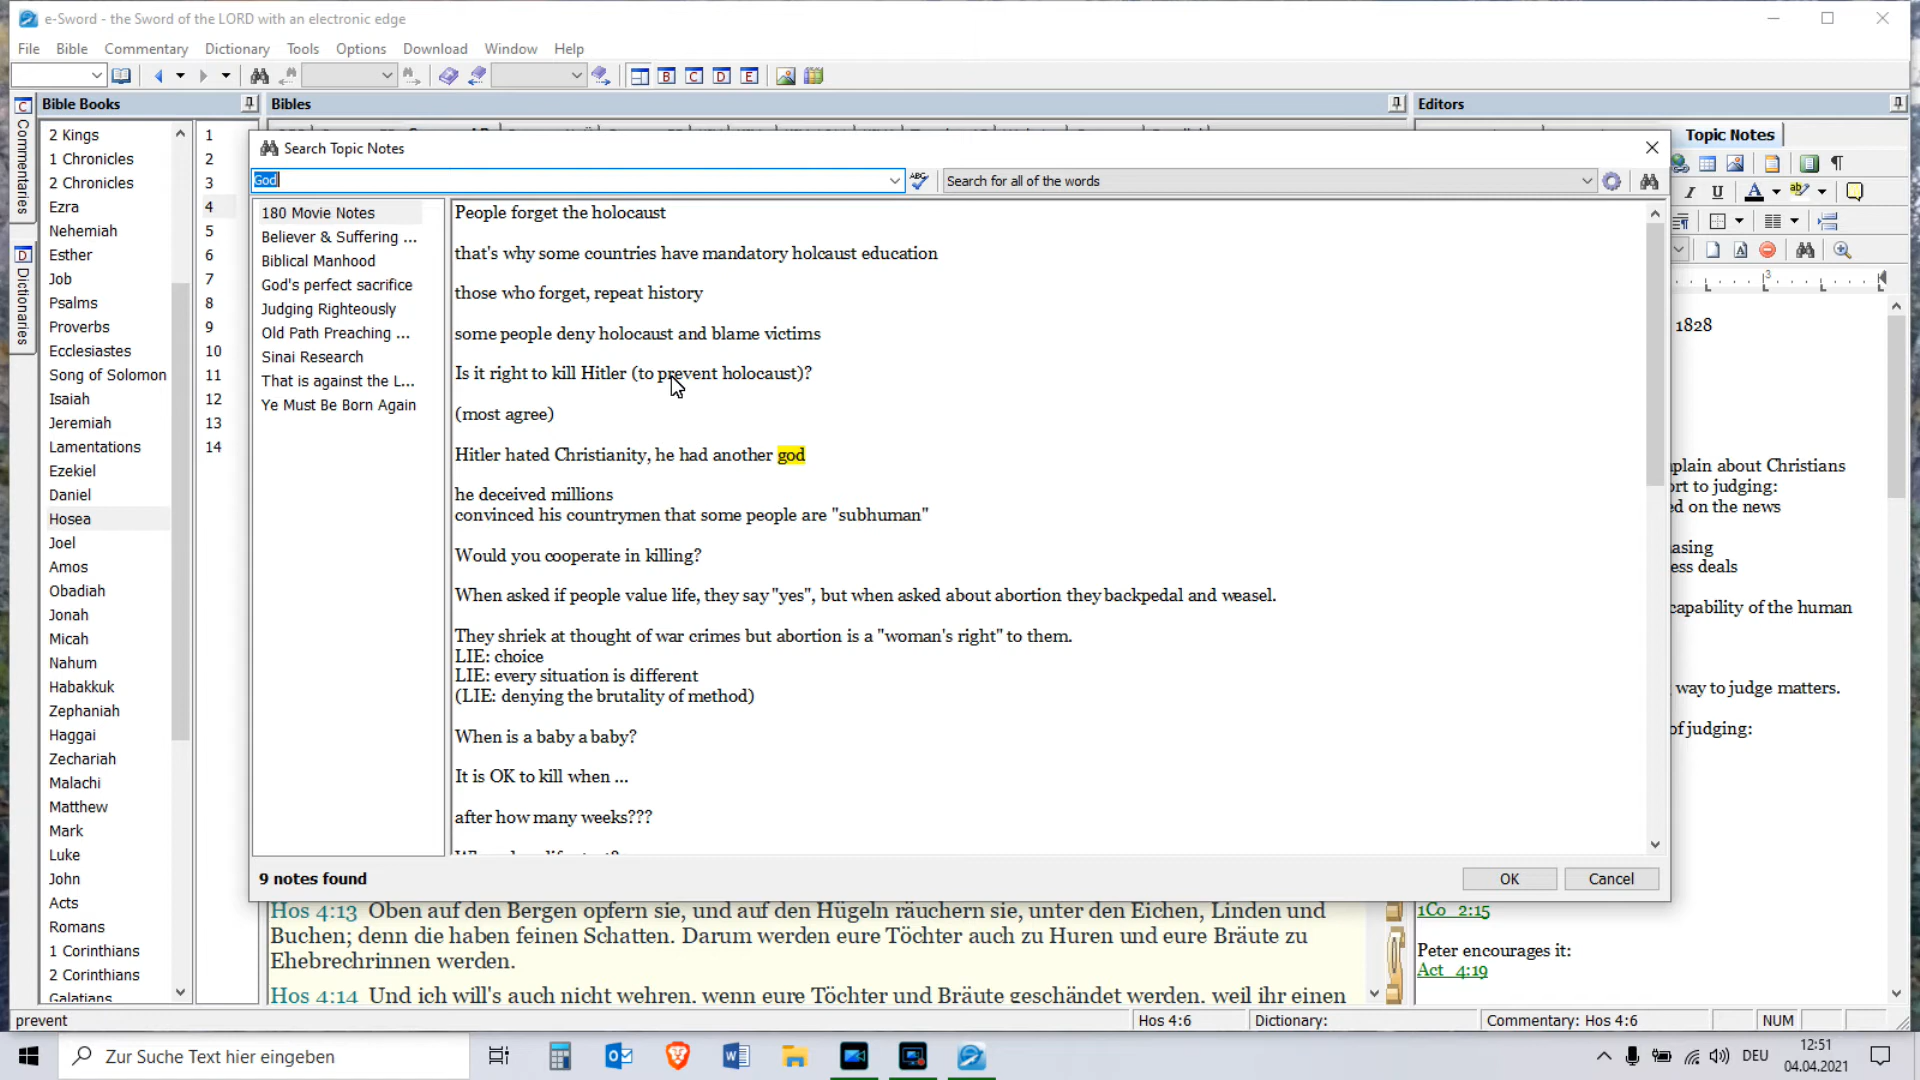 e-Sword - the Sword of the LORD with an electronic edge
File Bible Commentary Dictionary Tools Options Download Window Help
B C D E
Bible Books
Bibles
Editors
C Commentaries
D Dictionaries
2 Kings
1 Chronicles
2 Chronicles
Ezra
Nehemiah
Esther
Job
Psalms
Proverbs
Ecclesiastes
Song of Solomon
Isaiah
Jeremiah
Lamentations
Ezekiel
Daniel
Hosea
Joel
Amos
Obadiah
Jonah
Micah
Nahum
Habakkuk
Zephaniah
Haggai
Zechariah
Malachi
Matthew
Mark
Luke
John
Acts
Romans
1 Corinthians
2 Corinthians
Galatians
1
2
3
4
5
6
7
8
9
10
11
12
13
14
Search Topic Notes
God
ABC
Search for all of the words
180 Movie Notes
Believer & Suffering ...
Biblical Manhood
God's perfect sacrifice
Judging Righteously
Old Path Preaching ...
Sinai Research
That is against the L...
Ye Must Be Born Again
People forget the holocaust
that's why some countries have mandatory holcaust education
those who forget, repeat history
some people deny holocaust and blame victims
Is it right to kill Hitler (to prevent holocaust)?
(most agree)
Hitler hated Christianity, he had another god
he deceived millions
convinced his countrymen that some people are "subhuman"
Would you cooperate in killing?
When asked if people value life, they say "yes", but when asked about abortion they backpedal and weasel.
They shriek at thought of war crimes but abortion is a "woman's right" to them.
LIE: choice
LIE: every situation is different
(LIE: denying the brutality of method)
When is a baby a baby?
It is OK to kill when ...
after how many weeks???
9 notes found
OK
Cancel
Hos 4:13 Oben auf den Bergen opfern sie, und auf den Hügeln räuchern sie, unter den Eichen, Linden und
Buchen; denn die haben feinen Schatten. Darum werden eure Töchter auch zu Huren und eure Bräute zu
Ehebrechrinnen werden.
Hos 4:14 Und ich will's auch nicht wehren, wenn eure Töchter und Bräute geschändet werden, weil ihr einen
Topic Notes
I U A ab
3
1828
about Christians
to judging:
on the news
deals
capability of the human
way to judge matters.
of judging:
1Co_2:15
Peter encourages it:
Act_4:19
prevent
Hos 4:6
Dictionary:
Commentary: Hos 4:6
NUM
Zur Suche Text hier eingeben
DEU
12:51
04.04.2021